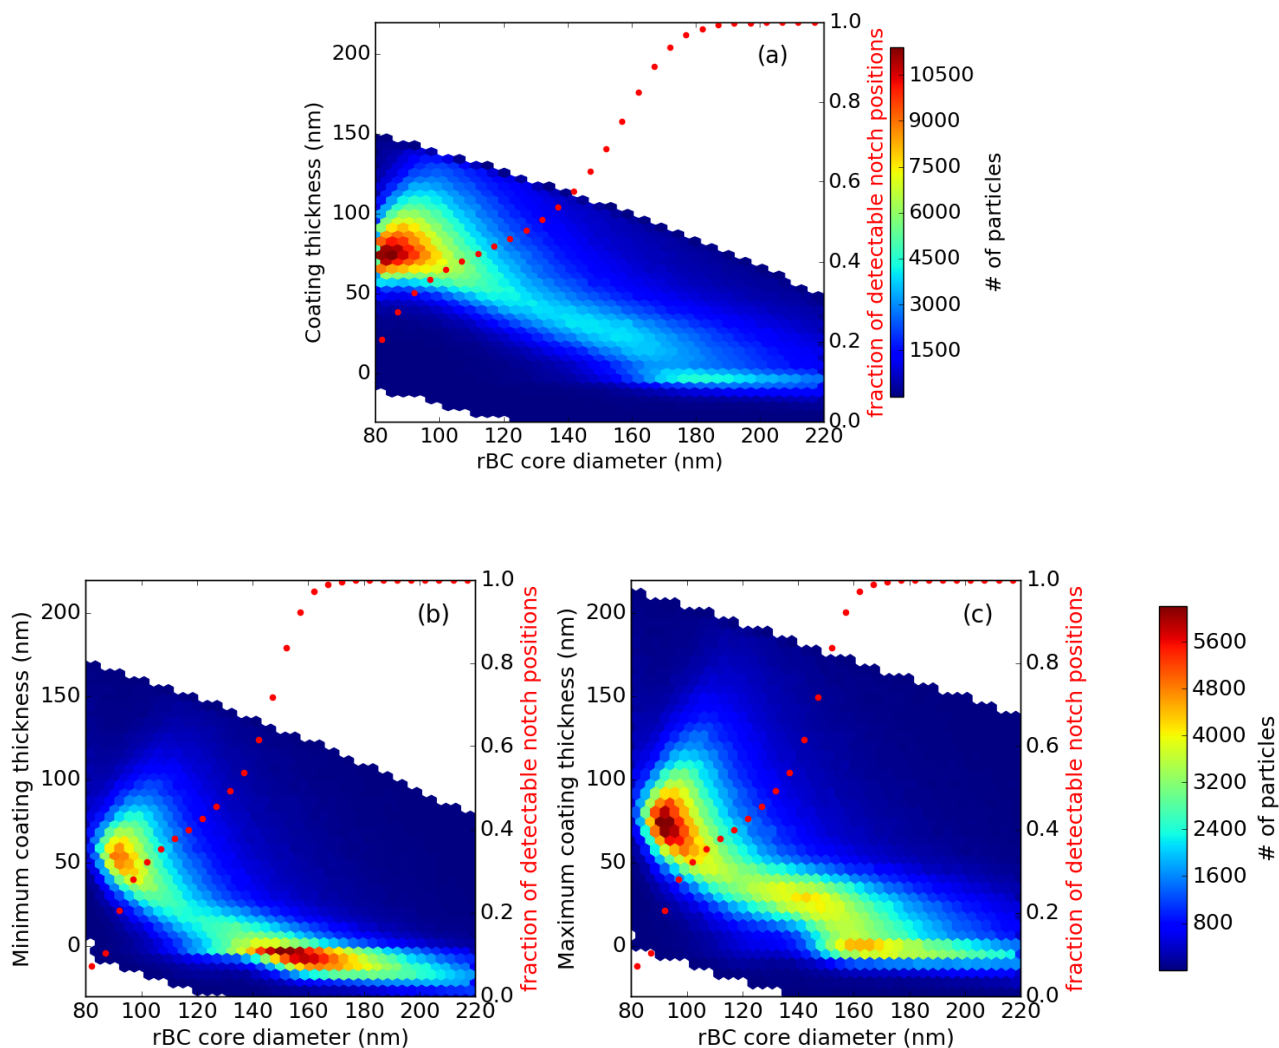 (a)
200
150
100
50
0
Coating thickness (nm)
80 100 120 140 160 180 200 220
rBC core diameter (nm)
1.0
0.8
0.6
0.4
0.2
0.0
fraction of detectable notch positions
10500
9000
7500
6000
4500
3000
1500
# of particles
(b)
200
150
100
50
0
Minimum coating thickness (nm)
80 100 120 140 160 180 200 220
rBC core diameter (nm)
1.0
0.8
0.6
0.4
0.2
0.0
fraction of detectable notch positions
(c)
200
150
100
50
0
Maximum coating thickness (nm)
80 100 120 140 160 180 200 220
rBC core diameter (nm)
1.0
0.8
0.6
0.4
0.2
0.0
fraction of detectable notch positions
5600
4800
4000
3200
2400
1600
800
# of particles